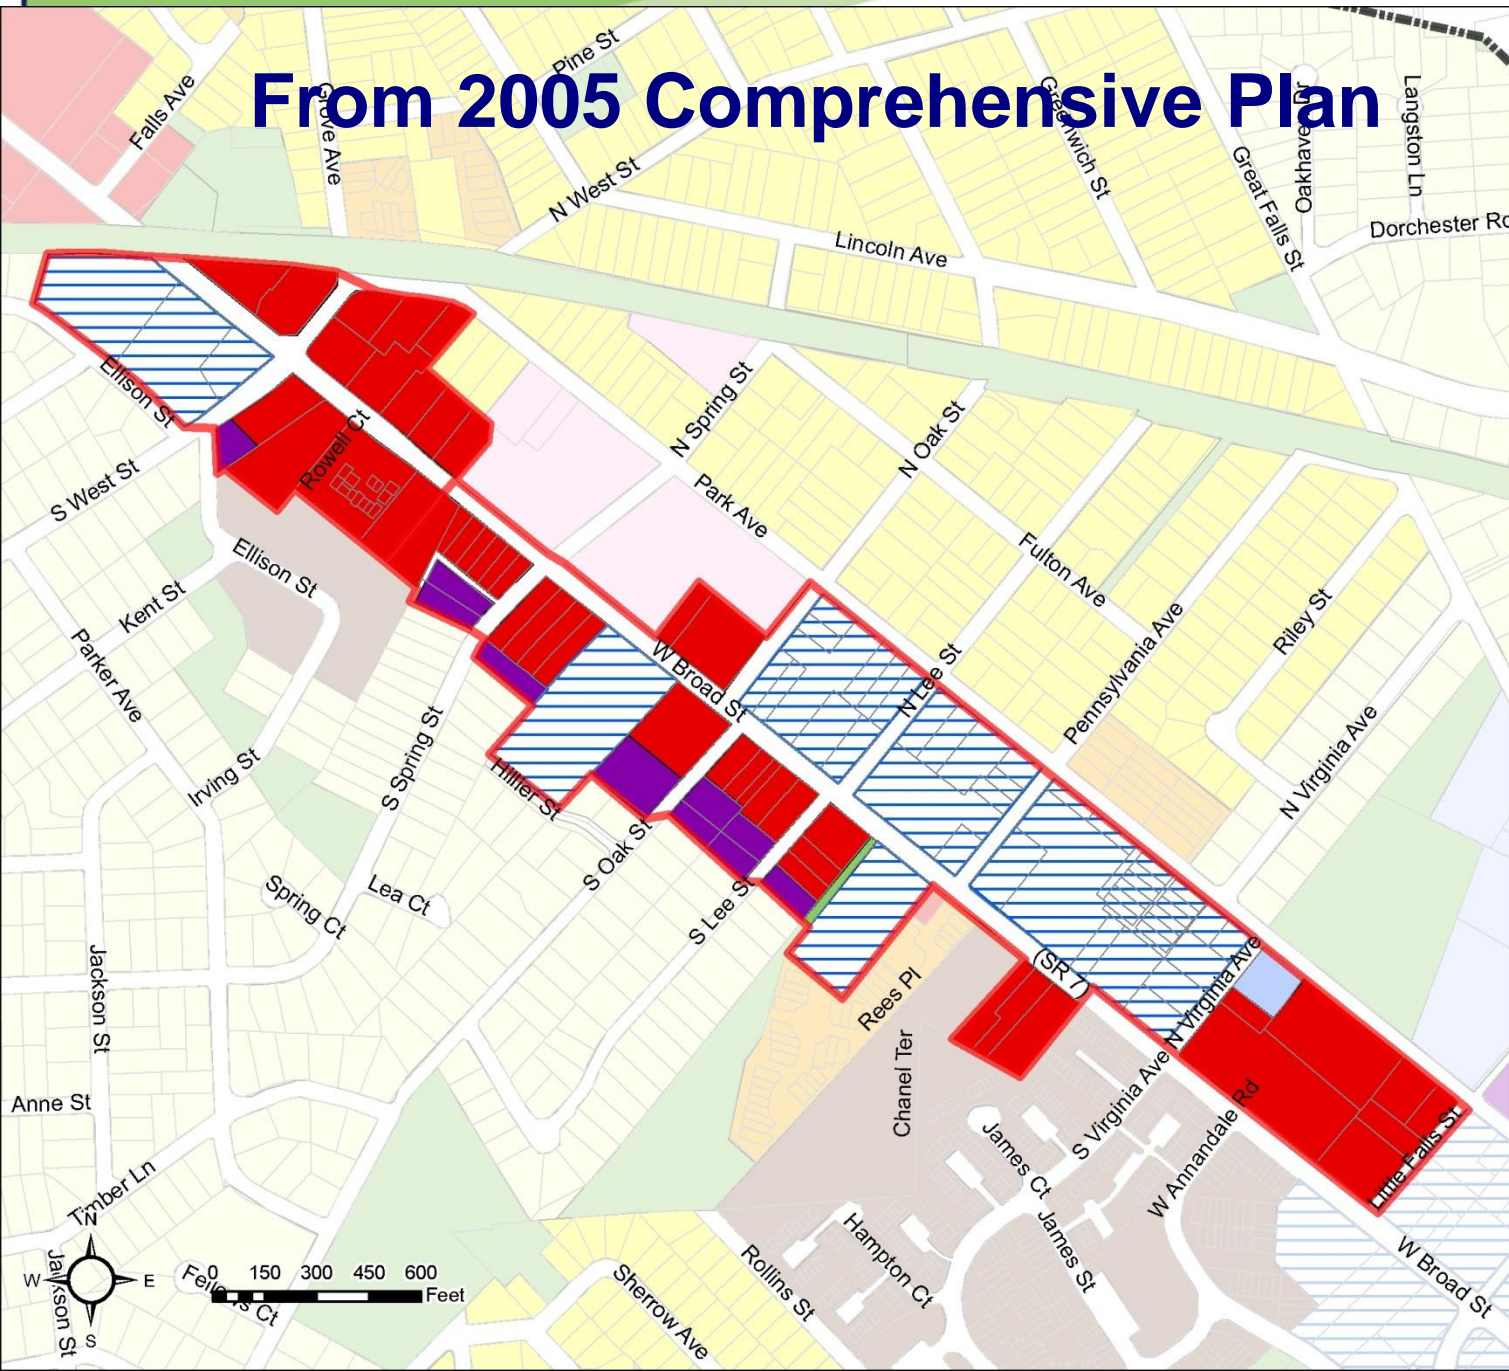 From 2005 Comprehensive Plan
Pine St
Falls Ave
Grove Ave
Greenwich St
Oakhaven Dr
Langston Ln
Great Falls St
Dorchester Rd
N West St
Lincoln Ave
Ellison St
Rowell Ct
N Spring St
N Oak St
Park Ave
S West St
Fulton Ave
Ellison St
Kent St
Riley St
Pennsylvania Ave
Parker Ave
W Broad St
N Lee St
N Virginia Ave
S Spring St
Irving St
Hillier St
S Oak St
Spring Ct
Lea Ct
S Lee St
Jackson St
(SR 7)
N Virginia Ave
Rees Pl
Chanel Ter
S Virginia Ave
W Annandale Rd
Little Falls St
Anne St
James Ct
Timber Ln
James St
Hampton Ct
Rollins St
Sherrow Ave
W Broad St
Jackson St
Fellows Ct
N
W
E
S
0 150 300 450 600
Feet